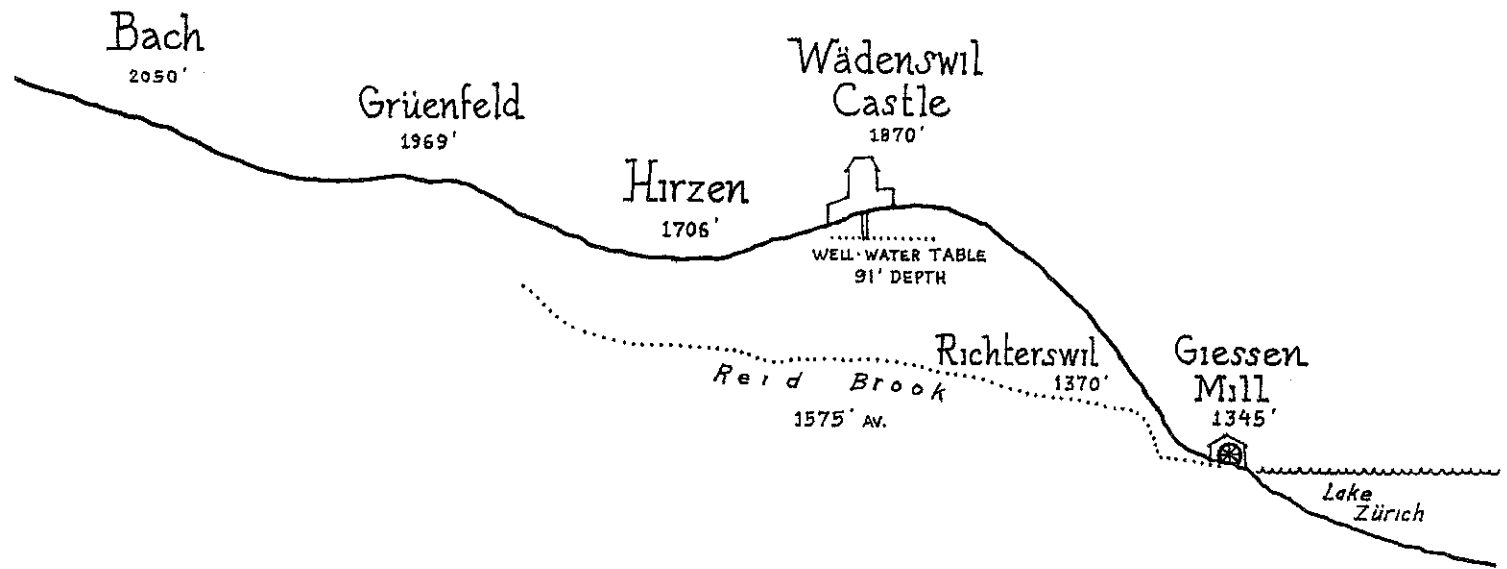 Bach
2050'
Grüenfeld
1969'
Hirzen
1706'
Wädenswil
Castle
1870'
WELL-WATER TABLE
91' DEPTH
Reid Brook
1575' AV.
Richterswil
1370'
Giessen
Mill
1345'
Lake
Zürich